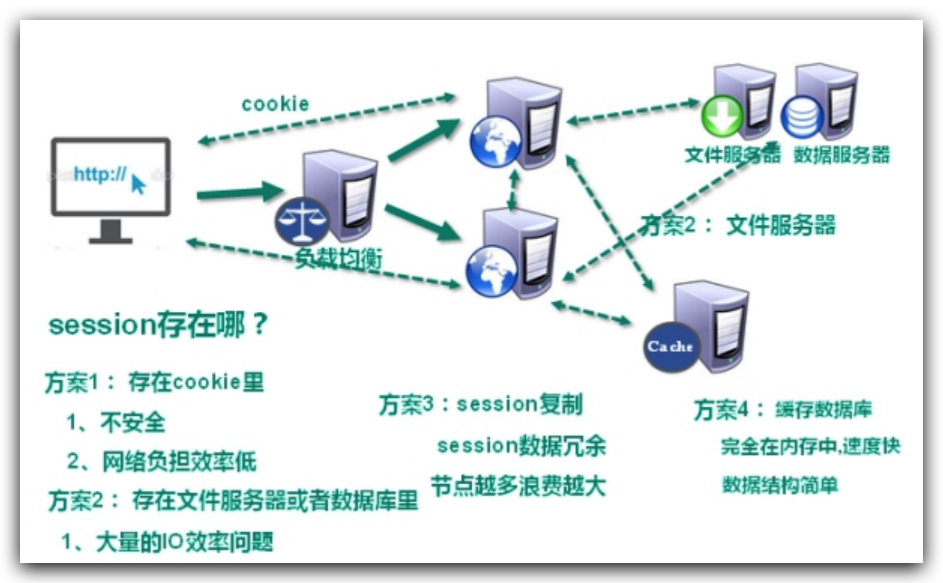 cookie
http://
文件服务器 数据服务器
方案2： 文件服务器
负载均衡
Cache
session存在哪？
方案1： 存在cookie里
1、不安全
2、网络负担效率低
方案2： 存在文件服务器或者数据库里
1、大量的IO效率问题
方案3：session复制
session数据冗余
节点越多浪费越大
方案4： 缓存数据库
完全在内存中,速度快
数据结构简单